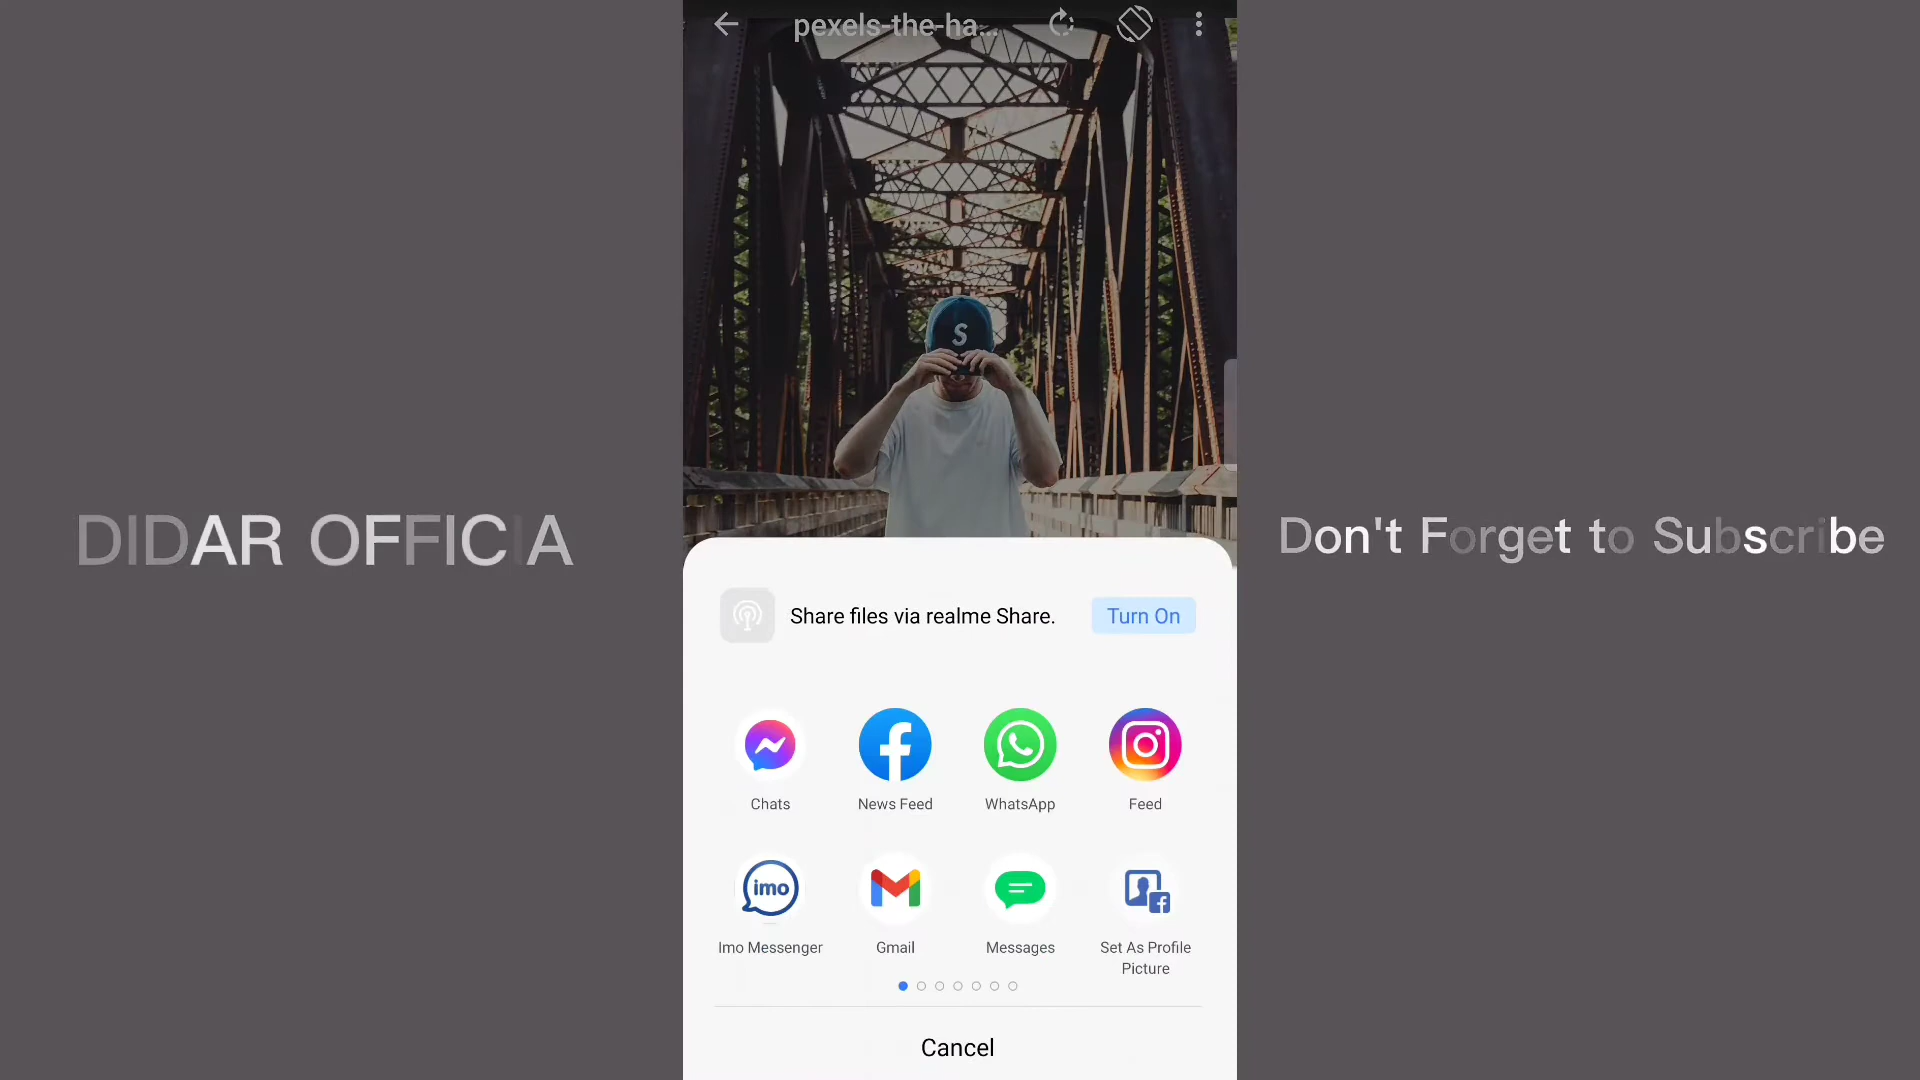 pexels-the-ha...
S
DIDAR OFFICIA
Don't Forget to Subscribe
Share files via realme Share.
Turn On
Chats
News Feed
WhatsApp
Feed
imo
Imo Messenger
Gmail
Messages
Set As Profile
Picture
Cancel